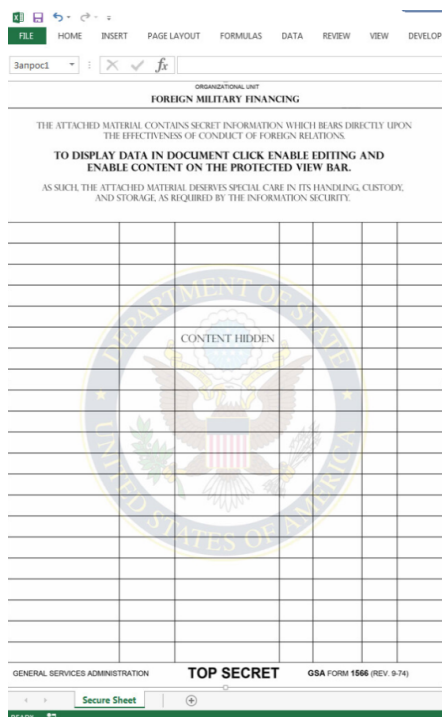 FILE HOME INSERT PAGE LAYOUT FORMULAS DATA REVIEW VIEW DEVELOP
Запрос1 fx
ORGANIZATIONAL UNIT
FOREIGN MILITARY FINANCING
THE ATTACHED MATERIAL CONTAINS SECRET INFORMATION WHICH BEARS DIRECTLY UPON
THE EFFECTIVENESS OF CONDUCT OF FOREIGN RELATIONS.
TO DISPLAY DATA IN DOCUMENT CLICK ENABLE EDITING AND
ENABLE CONTENT ON THE PROTECTED VIEW BAR.
AS SUCH, THE ATTACHED MATERIAL DESERVES SPECIAL CARE IN ITS HANDLING, CUSTODY,
AND STORAGE, AS REQUIRED BY THE INFORMATION SECURITY.
DEPARTMENT OF STATE
CONTENT HIDDEN
UNITED STATES OF AMERICA
GENERAL SERVICES ADMINISTRATION TOP SECRET GSA FORM 1566 (REV. 9-74)
Secure Sheet
READY